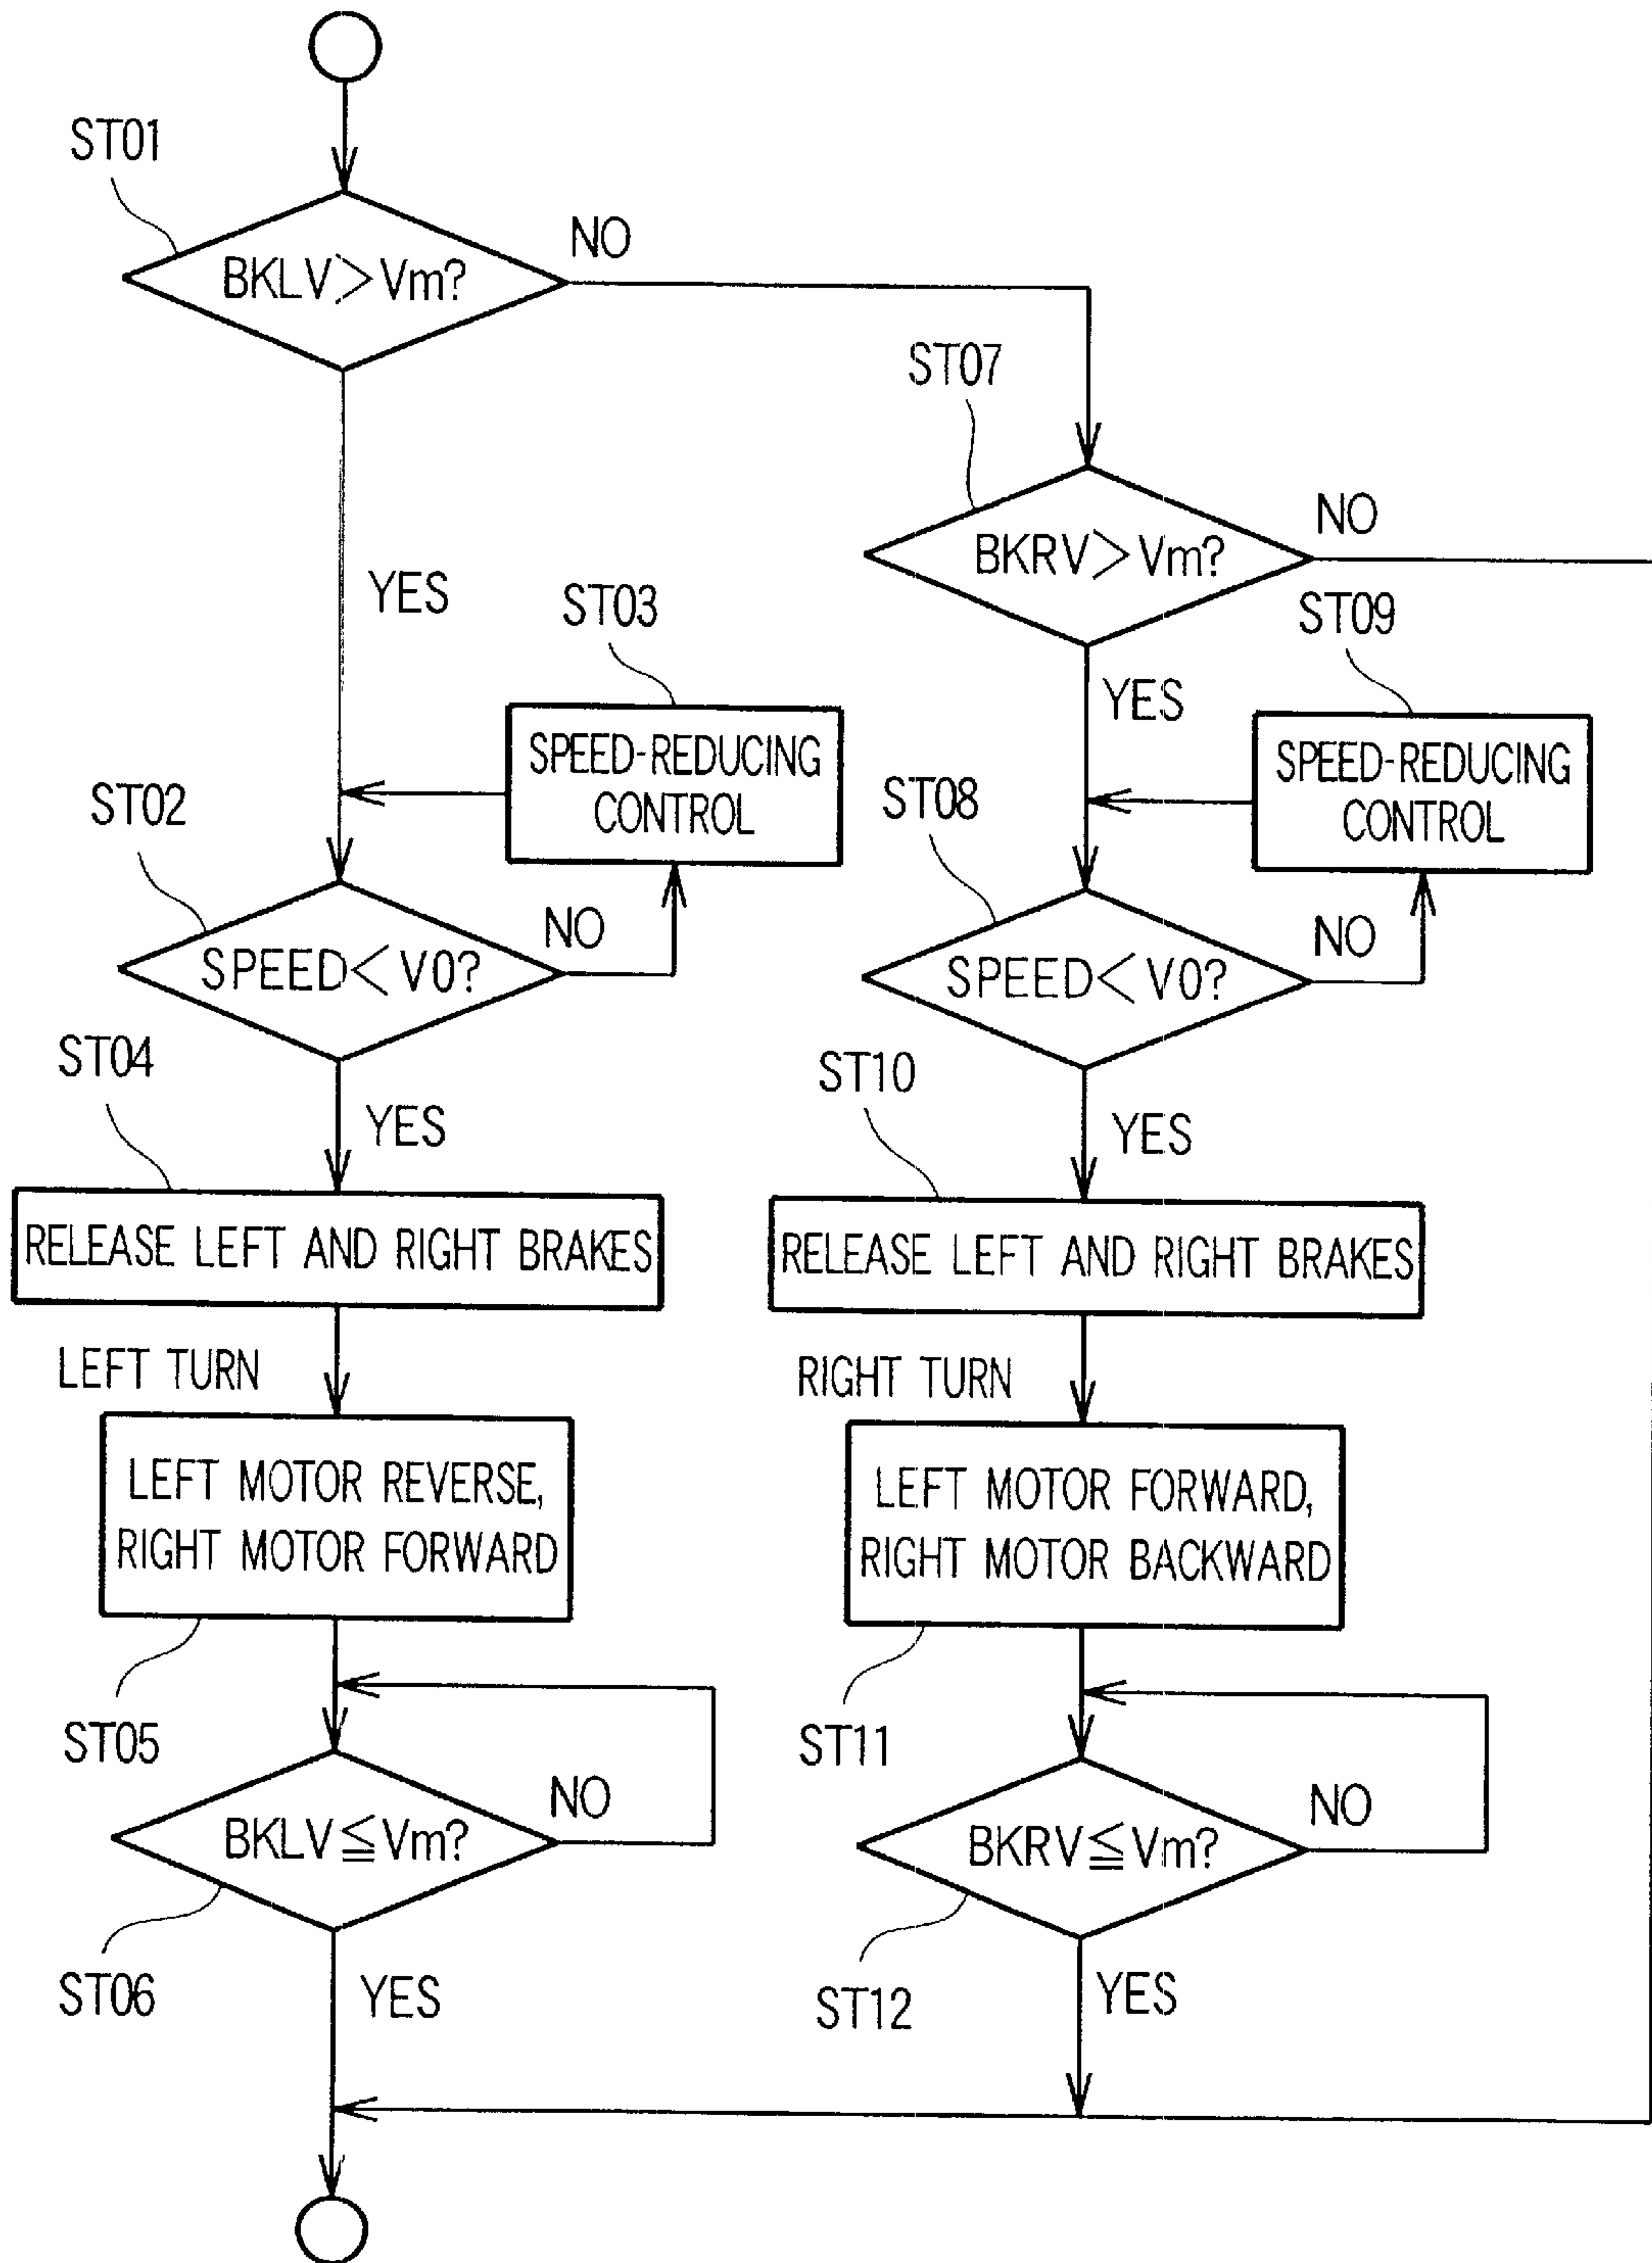 ST01
BKLV>Vm?
NO
ST07
BKRV>Vm?
NO
YES
ST03
SPEED-REDUCING
CONTROL
YES
ST09
SPEED-REDUCING
CONTROL
ST02
SPEED<V0?
NO
ST08
SPEED<V0?
NO
ST04
YES
RELEASE LEFT AND RIGHT BRAKES
ST10
YES
RELEASE LEFT AND RIGHT BRAKES
LEFT TURN
LEFT MOTOR REVERSE,
RIGHT MOTOR FORWARD
RIGHT TURN
LEFT MOTOR FORWARD,
RIGHT MOTOR BACKWARD
ST05
BKLV≦Vm?
NO
ST11
BKRV≦Vm?
NO
ST06
YES
ST12
YES